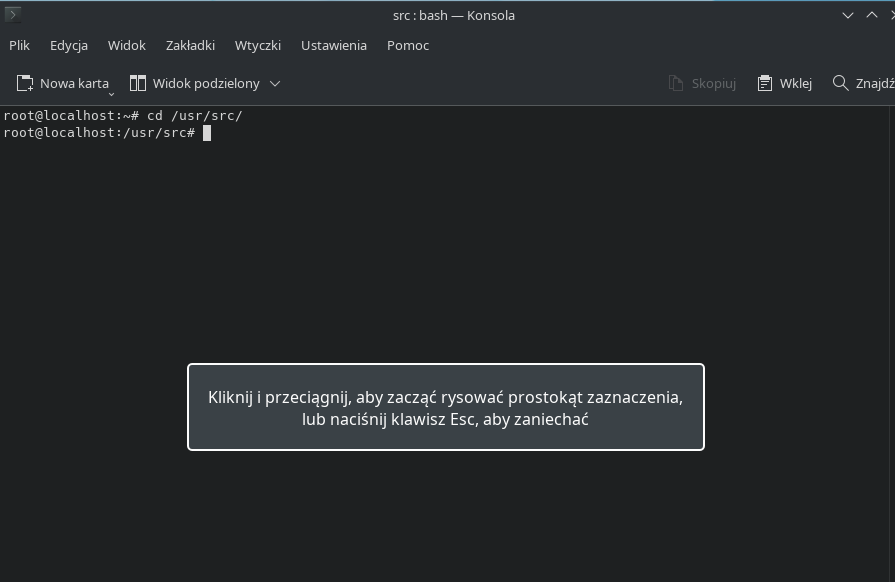 src : bash — Konsola
Plik Edycja Widok Zakładki Wtyczki Ustawienia Pomoc
Nowa karta Widok podzielony Skopiuj Wklej Znajdź
root@localhost:~# cd /usr/src/
root@localhost:/usr/src#
Kliknij i przeciągnij, aby zacząć rysować prostokąt zaznaczenia,
lub naciśnij klawisz Esc, aby zaniechać